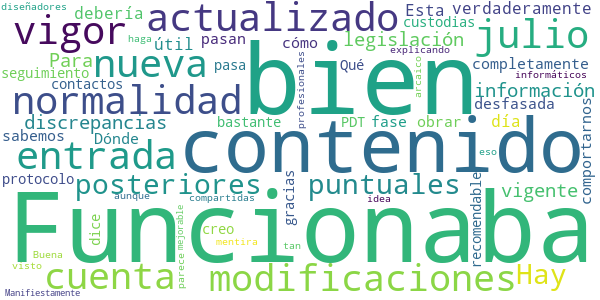 diseñadores
debería
actualizado
Esta
verdaderamente
custodias
vigor
haga
útil
pasan
cómo
legislación
julio
Para
nueva
pasa
explicando
Qué
completamente
seguimiento
contactos
bien
profesionales
arcaico
informáticos
normalidad
información
desfasada
comportarnos
discrepancias
bastante
PDT
fase
obrar
día
sabemos
Dónde
contenido
entrada
vigente
protocolo
posteriores
puntuales
recomendable
aunque
compartidas
gracias
idea
eso
Funcionaba
dice
mejorable
parece
creo
mentira
tan
Buena
visto
cuenta
modificaciones
Hay
Manifiestamente